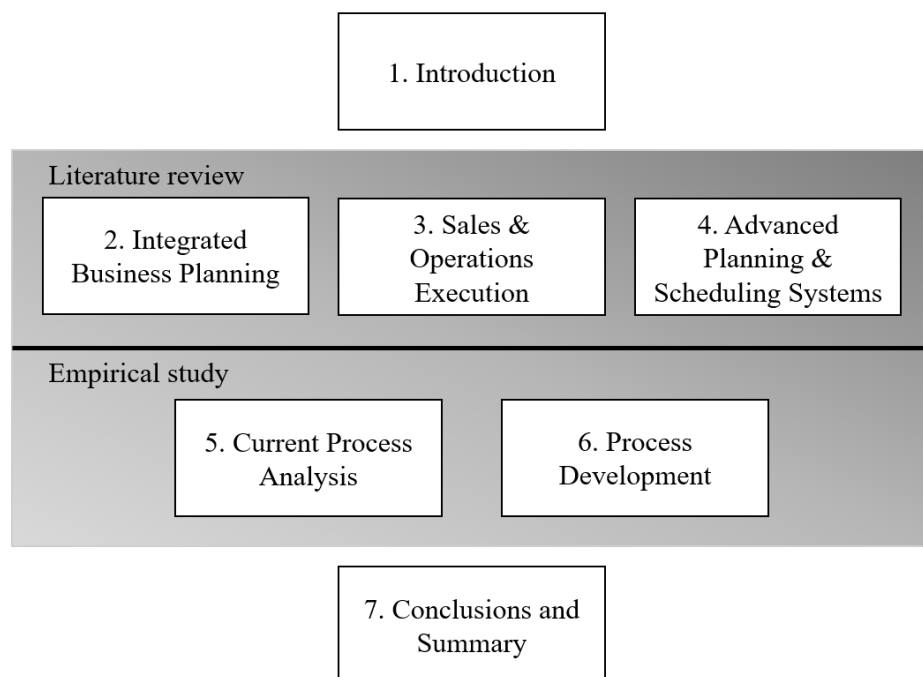 1. Introduction
Literature review
2. Integrated
Business Planning
3. Sales &
Operations
Execution
4. Advanced
Planning &
Scheduling Systems
Empirical study
5. Current Process
Analysis
6. Process
Development
7. Conclusions and
Summary